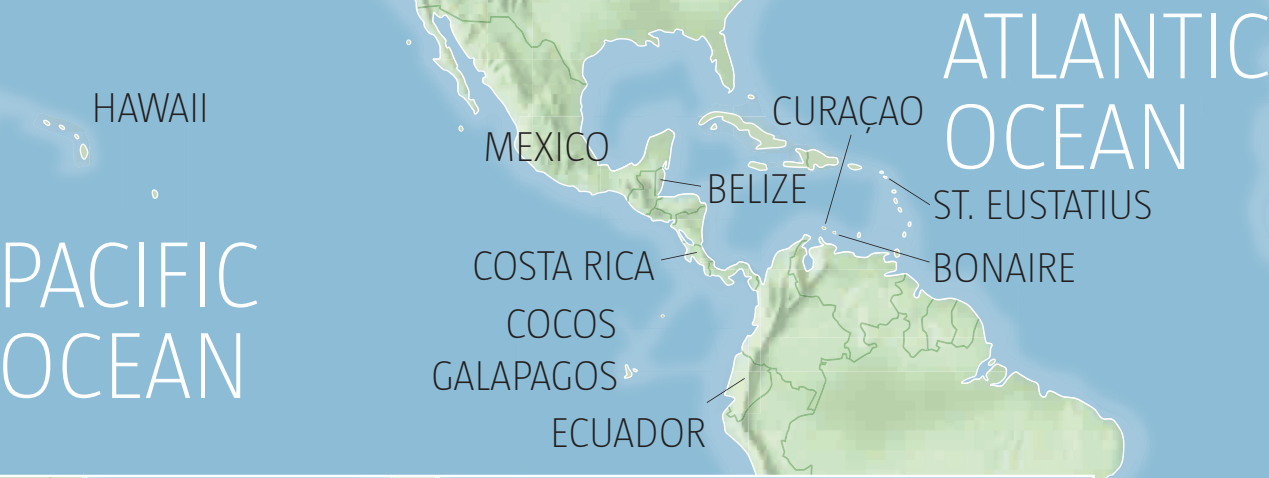 ATLANTIC
OCEAN
HAWAII
CURAÇAO
MEXICO
BELIZE
ST. EUSTATIUS
PACIFIC
OCEAN
COSTA RICA
BONAIRE
COCOS
GALAPAGOS
ECUADOR